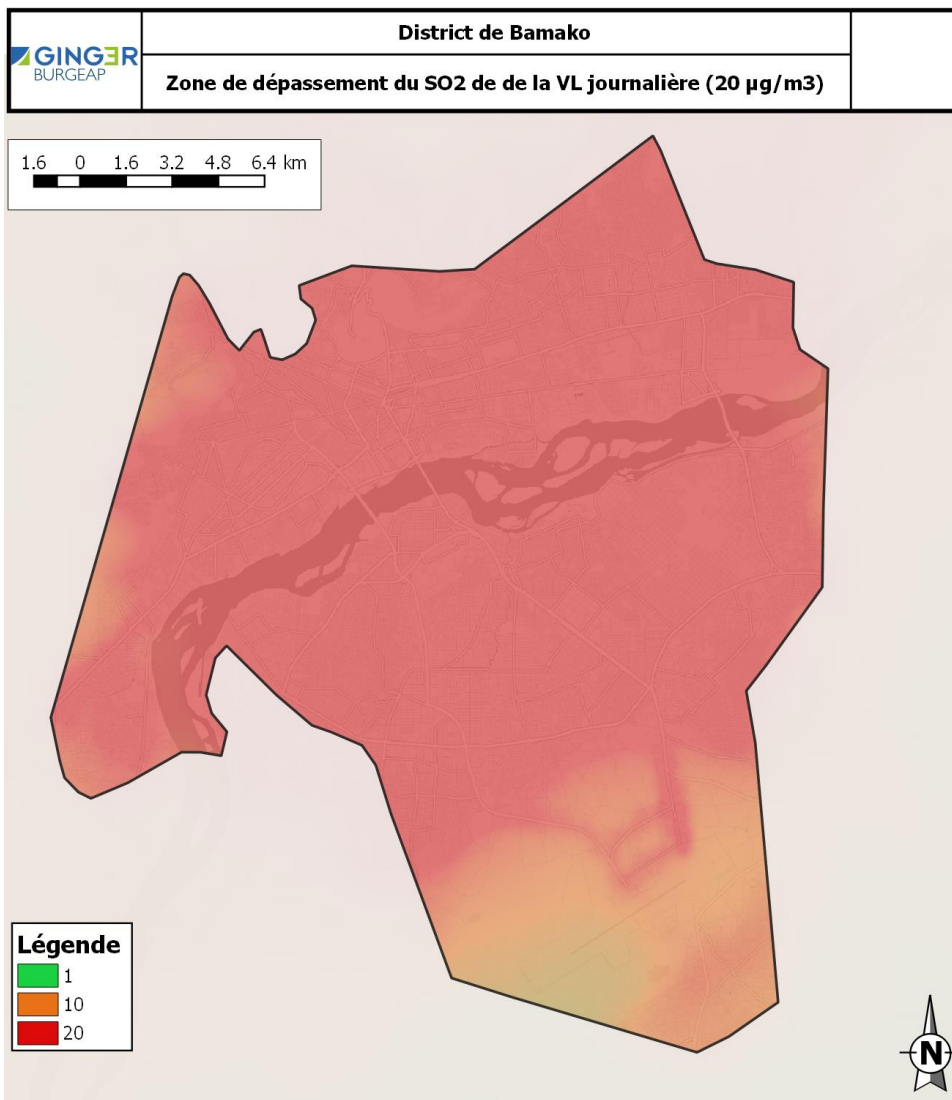 GINGER
BURGEAP
District de Bamako
Zone de dépassement du SO2 de de la VL journalière (20 µg/m3)
1.6 0 1.6 3.2 4.8 6.4 km
Légende
1
10
20
N